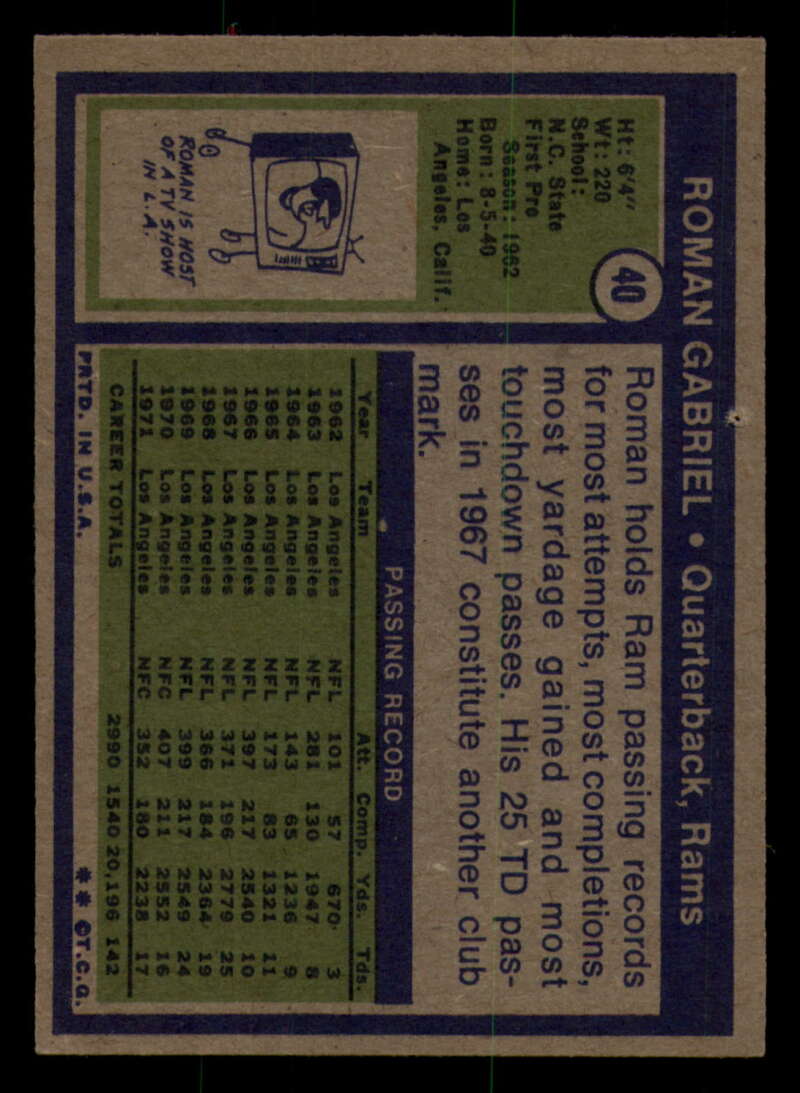 ROMAN GABRIEL • Quarterback, Rams
40
Ht: 6'4"
Wt: 220
School:
N.C. State
First Pro
Season: 1962
Born: 8-5-40
Home: Los
Angeles, Calif.
ROMAN IS HOST
OF A TV SHOW
IN L.A.
Roman holds Ram passing records
for most attempts, most completions,
most yardage gained and most
touchdown passes. His 25 TD pas-
ses in 1967 constitute another club
mark.
PASSING RECORD
Year Team Att. Comp. Yds. Tds.
1962 Los Angeles NFL 101 57 670 3
1963 Los Angeles NFL 281 130 1947 8
1964 Los Angeles NFL 143 65 1236 9
1965 Los Angeles NFL 173 83 1321 11
1966 Los Angeles NFL 397 217 2540 10
1967 Los Angeles NFL 371 196 2779 25
1968 Los Angeles NFL 366 184 2364 19
1969 Los Angeles NFL 399 217 2549 24
1970 Los Angeles NFC 407 211 2552 16
1971 Los Angeles NFC 352 180 2238 17
CAREER TOTALS 2990 1540 20,196 142
PRTD. IN U.S.A.
** ©T.C.G.